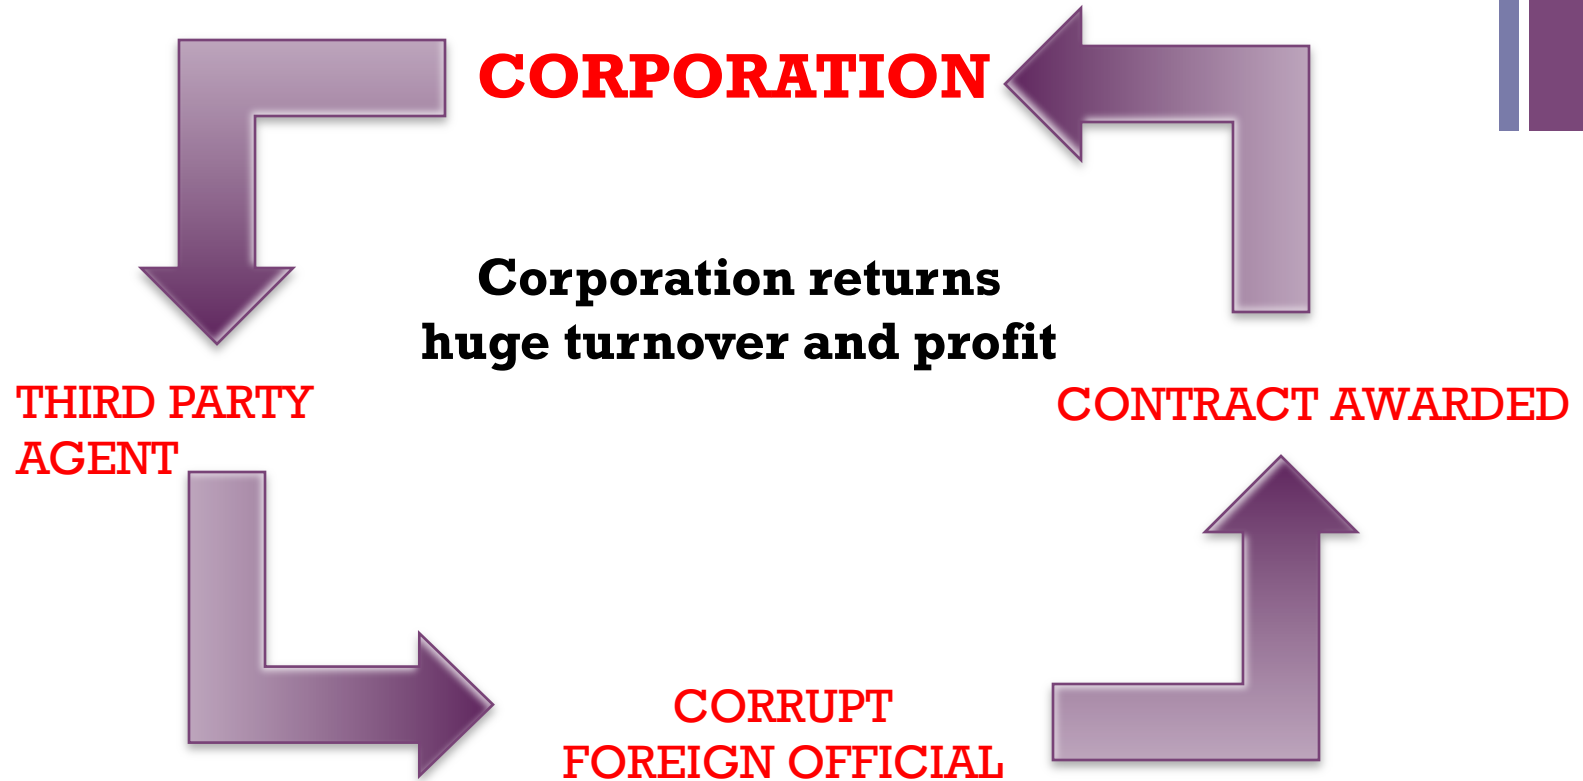 CORPORATION
Corporation returns
huge turnover and profit
THIRD PARTY
AGENT
CONTRACT AWARDED
CORRUPT
FOREIGN OFFICIAL